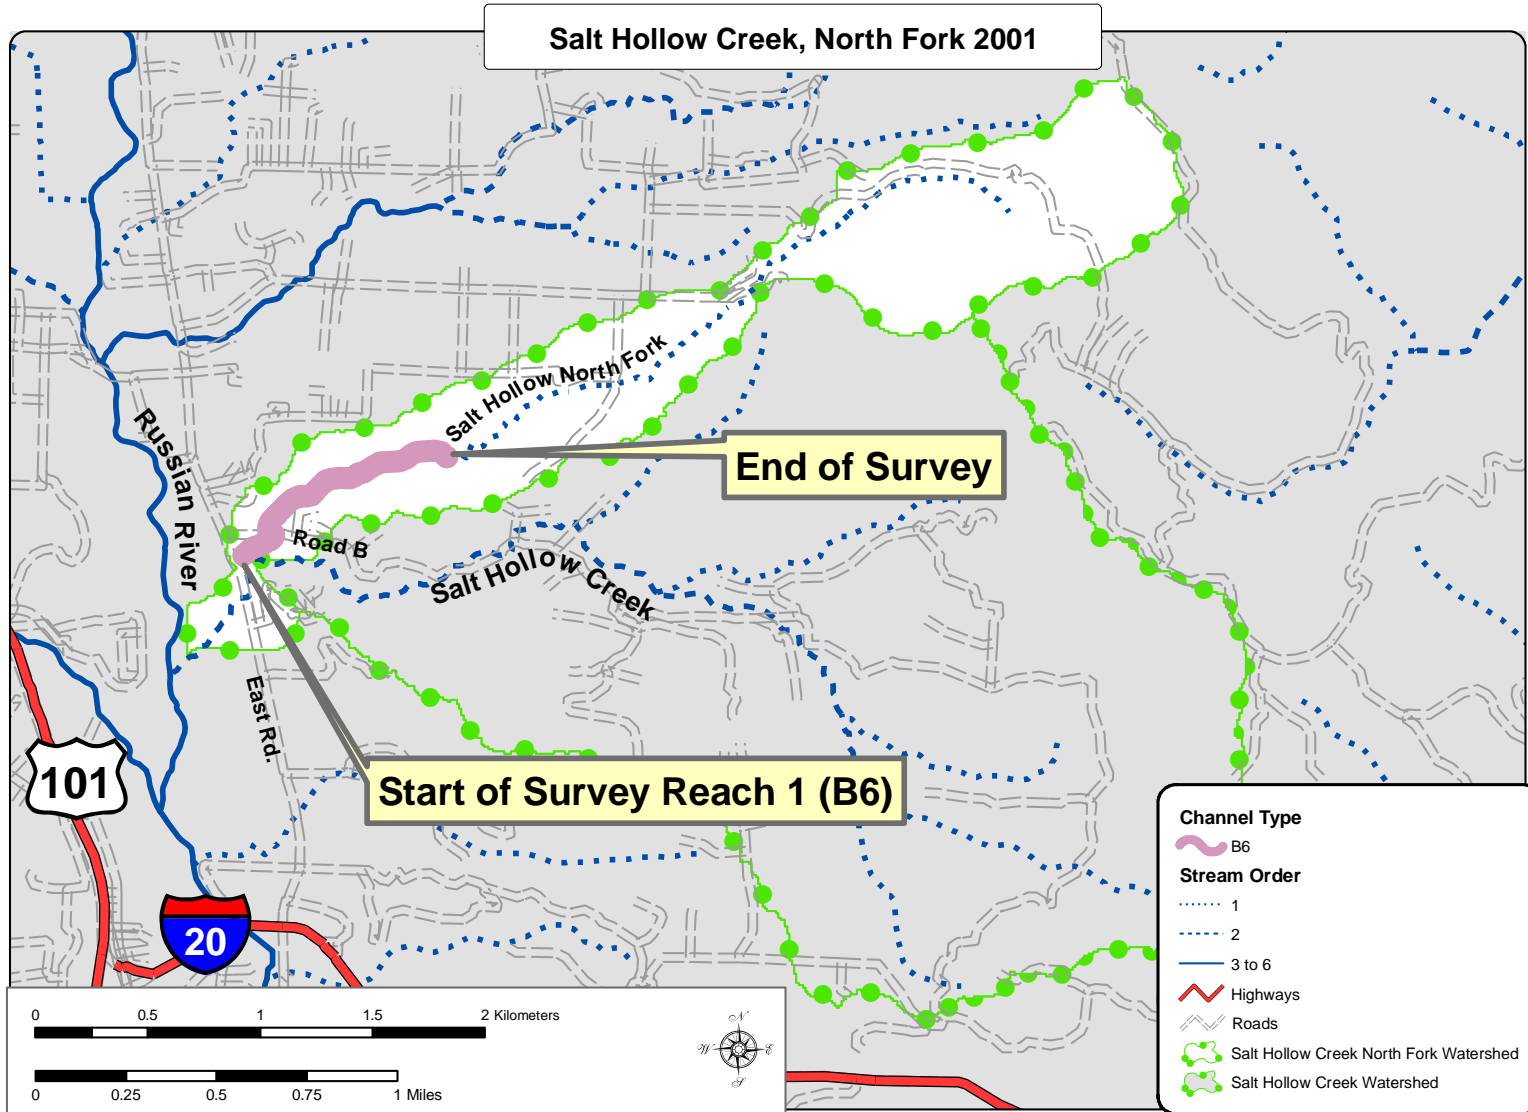 Salt Hollow Creek, North Fork 2001
Salt Hollow North Fork
End of Survey
Russian River
Road B
Salt Hollow Creek
East Rd.
101
Start of Survey Reach 1 (B6)
20
Channel Type
B6
Stream Order
1
2
3 to 6
Highways
Roads
Salt Hollow Creek North Fork Watershed
Salt Hollow Creek Watershed
0 0.5 1 1.5 2 Kilometers
0 0.25 0.5 0.75 1 Miles
N
W E
S